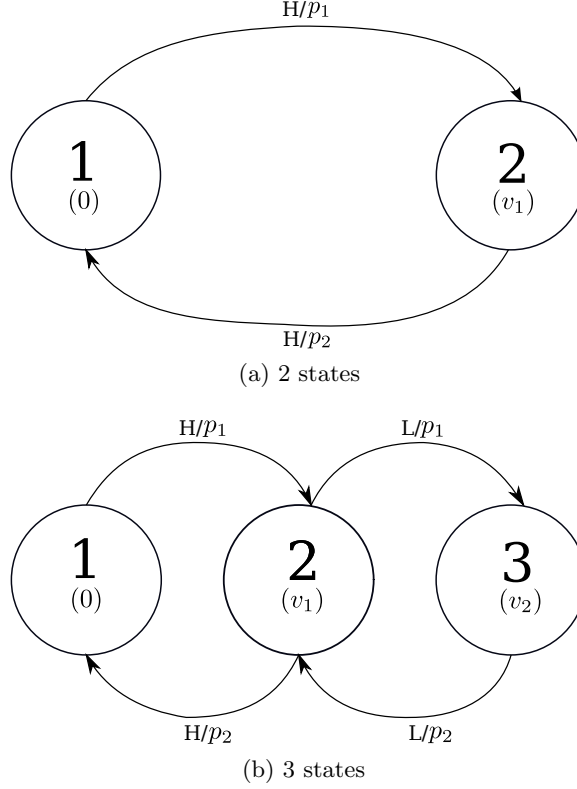 H/p₁
1 2
(0) (v₁)
H/p₂
(a) 2 states
H/p₁ L/p₁
1 2 3
(0) (v₁) (v₂)
H/p₂ L/p₂
(b) 3 states